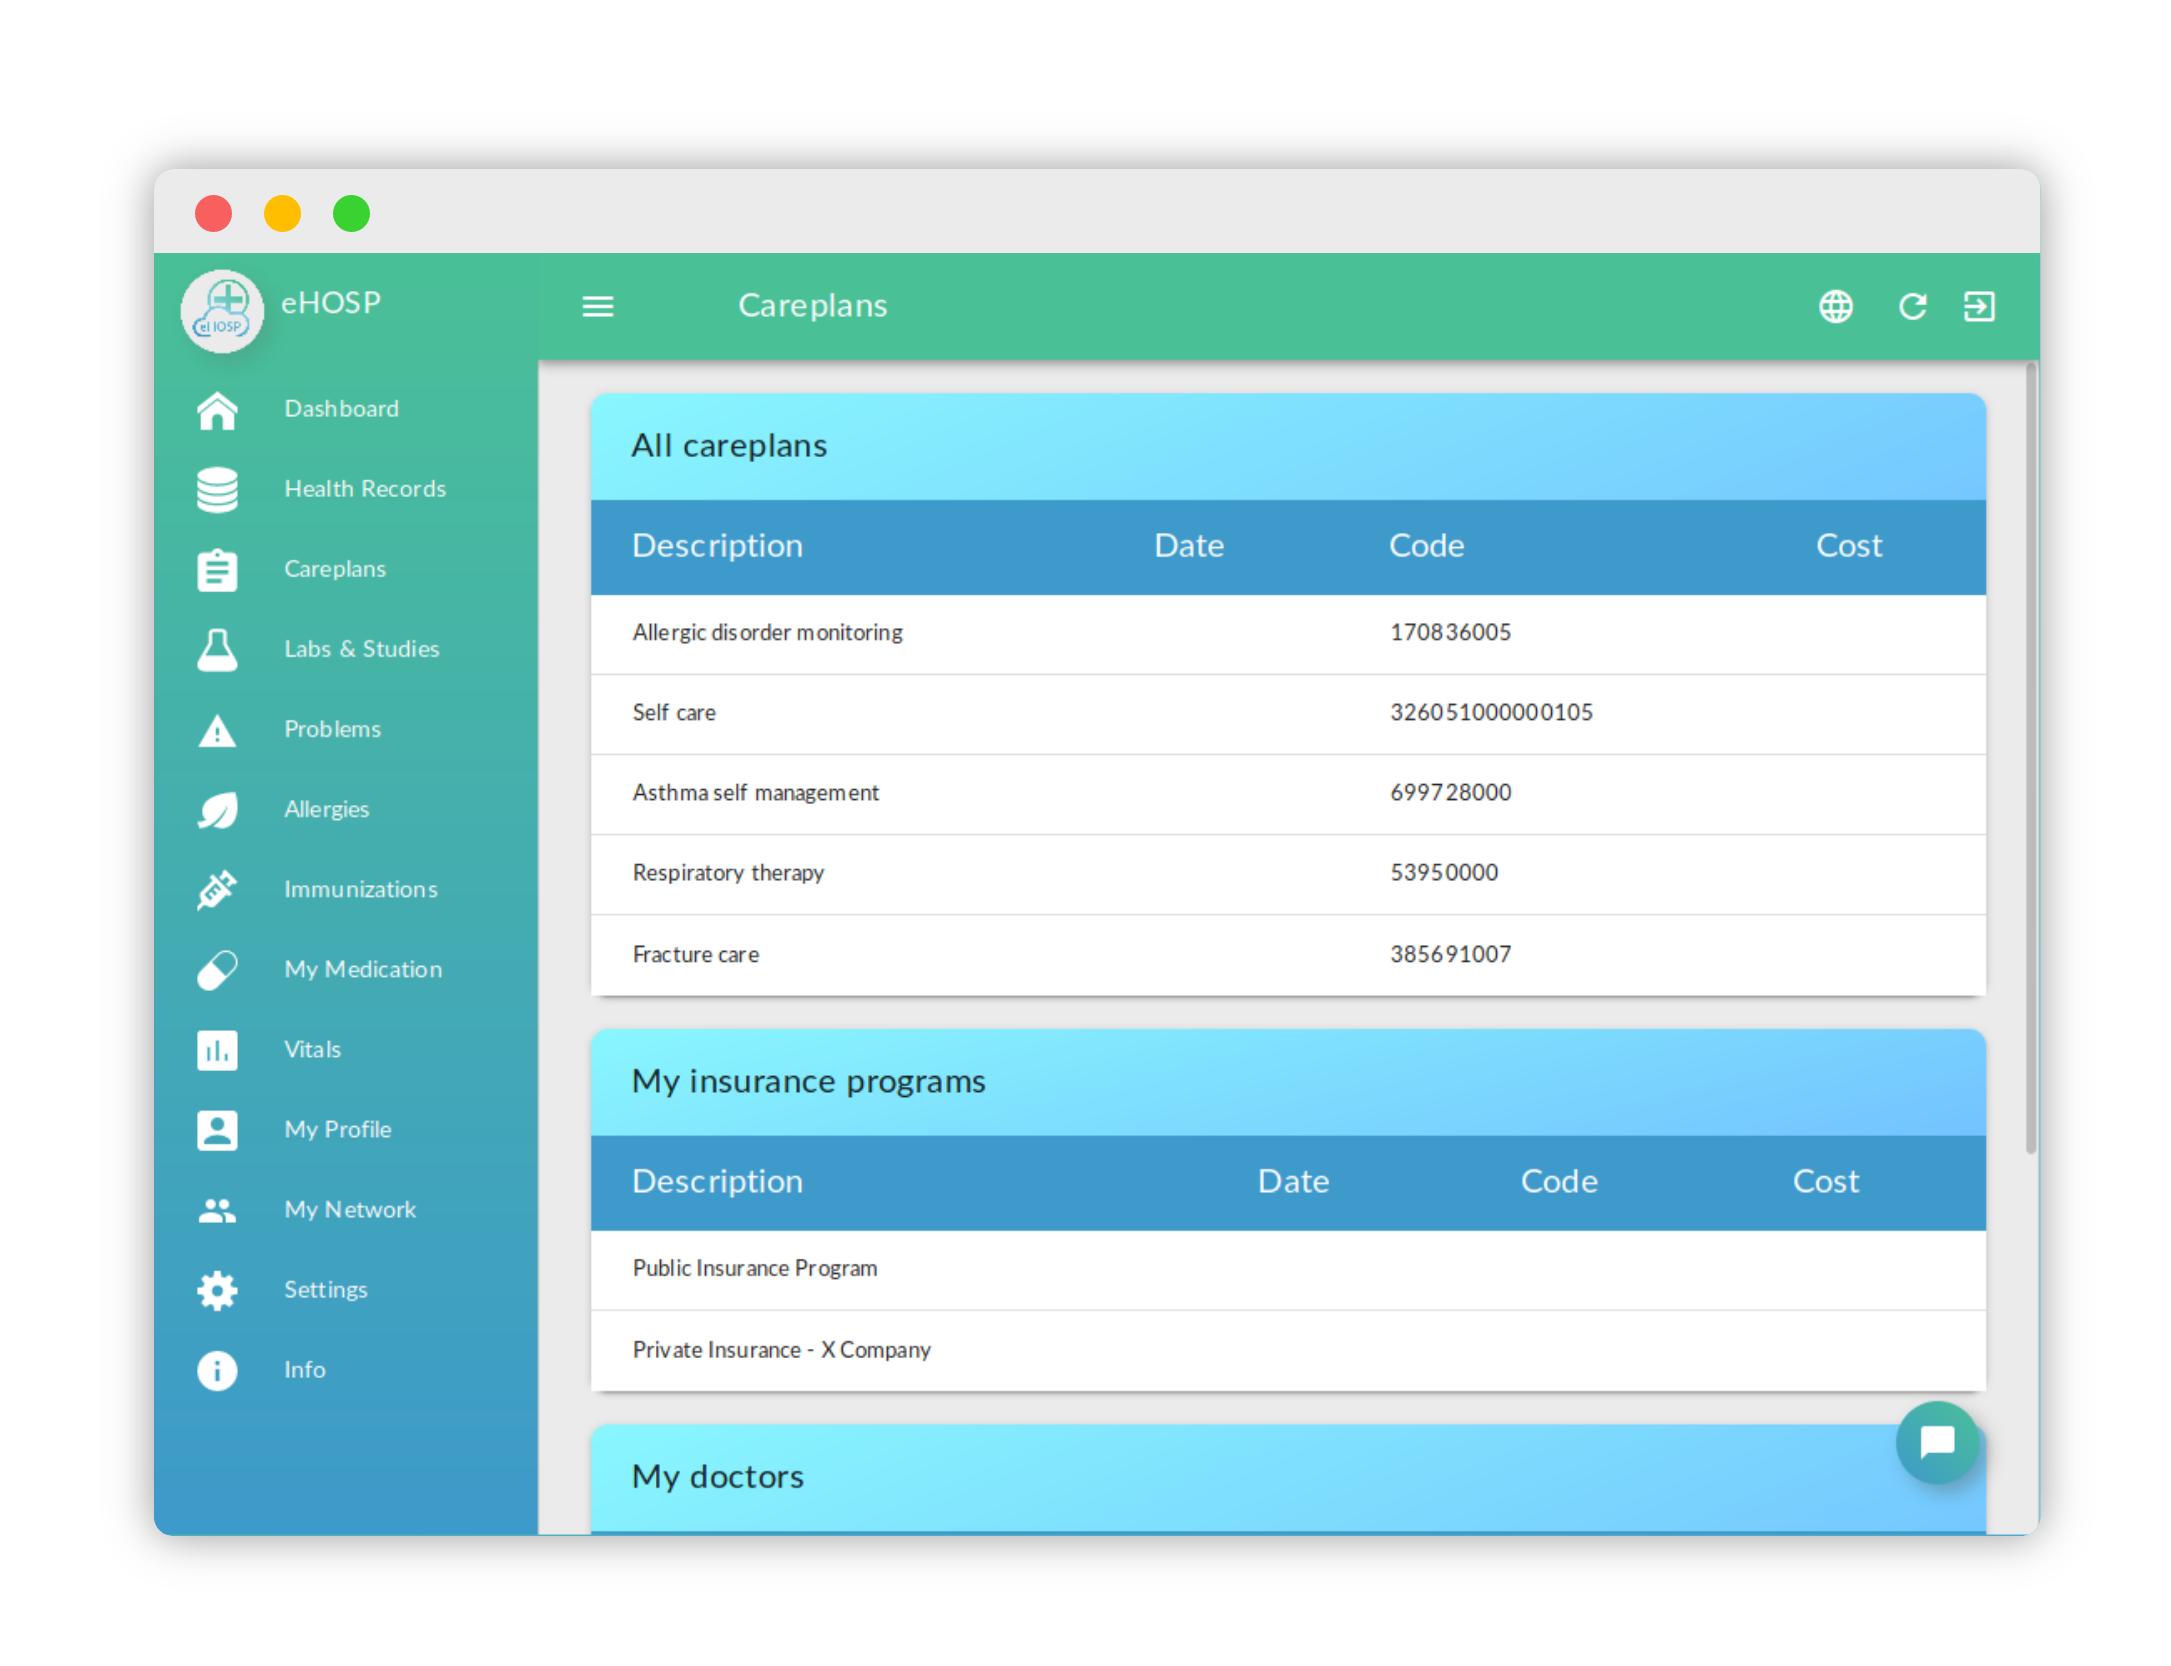 eHOSP
eHOSP
Careplans
Dashboard
Health Records
Careplans
Labs & Studies
Problems
Allergies
Immunizations
My Medication
Vitals
My Profile
My Network
Settings
Info
All careplans
Description Date Code Cost
Allergic disorder monitoring 170836005
Self care 326051000000105
Asthma self management 699728000
Respiratory therapy 53950000
Fracture care 385691007
My insurance programs
Description Date Code Cost
Public Insurance Program
Private Insurance - X Company
My doctors